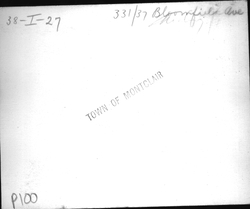 38-I-27
331/37 Bloomfield Ave
TOWN OF MONTCLAIR
P100